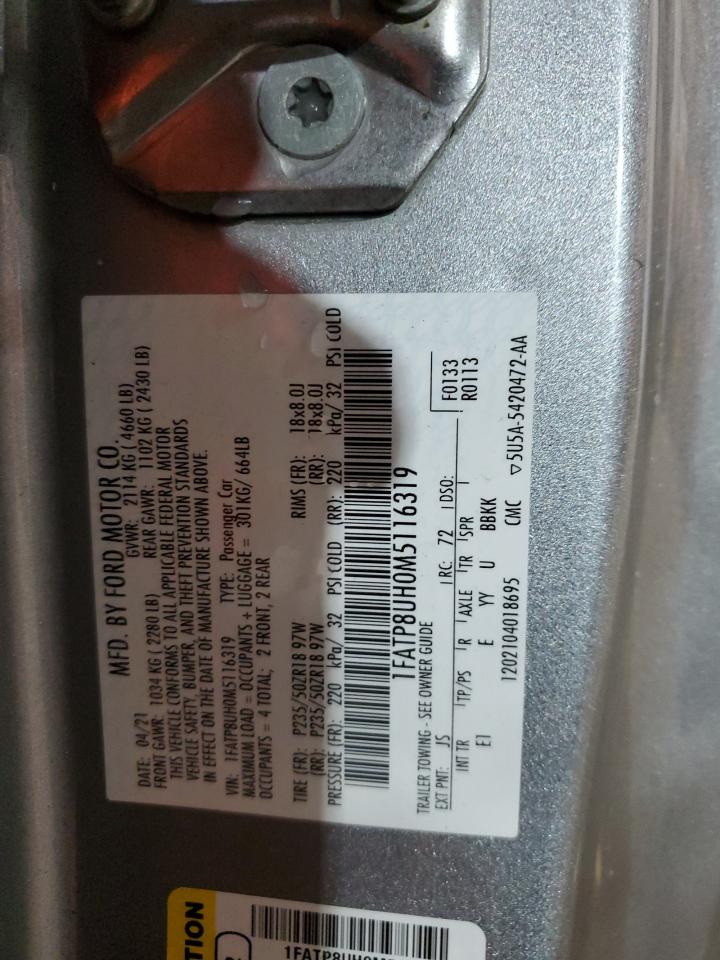 MFD. BY FORD MOTOR CO.
DATE: 04/21 GVWR: 2114 KG ( 4660 LB)
FRONT GAWR: 1034 KG ( 2280 LB) REAR GAWR: 1102 KG ( 2430 LB)
THIS VEHICLE CONFORMS TO ALL APPLICABLE FEDERAL MOTOR
VEHICLE SAFETY, BUMPER, AND THEFT PREVENTION STANDARDS
IN EFFECT ON THE DATE OF MANUFACTURE SHOWN ABOVE.
VIN: 1FATP8UH0M5116319 TYPE: Passenger Car
MAXIMUM LOAD = OCCUPANTS + LUGGAGE = 301KG/ 664LB
OCCUPANTS = 4 TOTAL; 2 FRONT, 2 REAR
TIRE (FR): P235/50ZR18 97W RIMS (FR): 18x8.0J
(RR): P235/50ZR18 97W (RR): 18x8.0J
PRESSURE (FR): 220 kPa/ 32 PSI COLD (RR): 220 kPa/ 32 PSI COLD
1FATP8UH0M5116319
TRAILER TOWING - SEE OWNER GUIDE
EXT PNT: JS RC: 72 DSO: F0133
INT TR TP/PS R AXLE TR SPR R0113
EI E YY U BBKK
1202104018695 CMC ▽5U5A-5420472-AA
TION